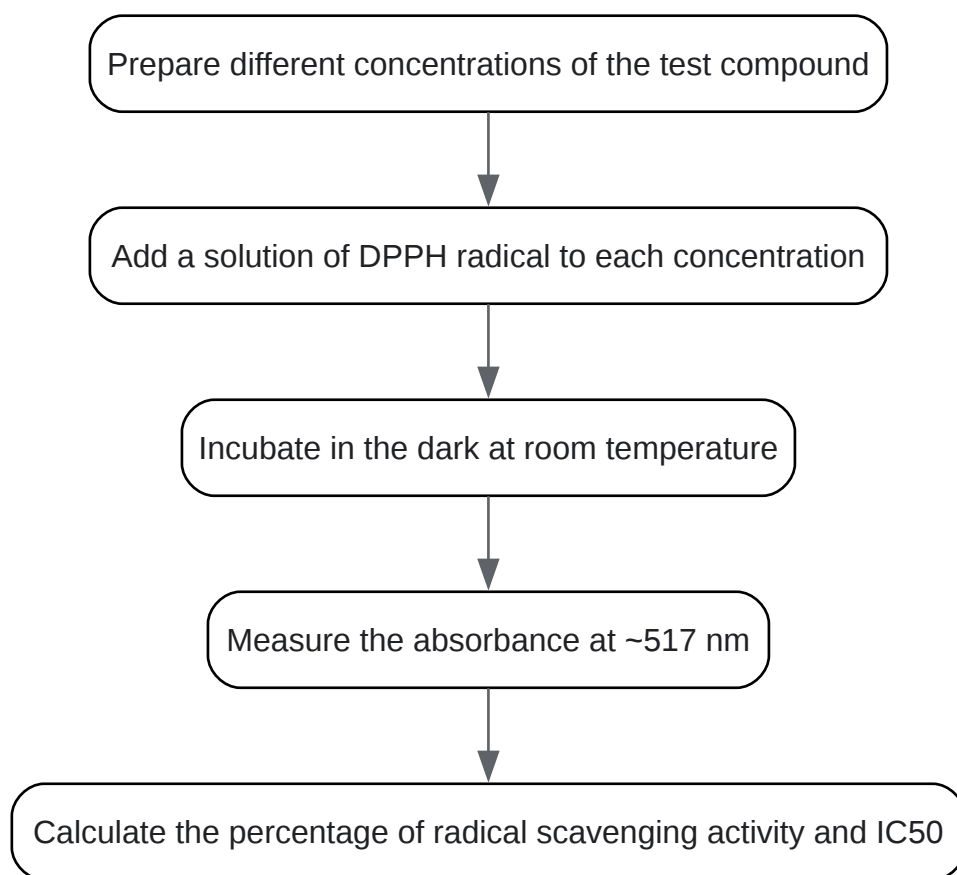 Prepare different concentrations of the test compound
Add a solution of DPPH radical to each concentration
Incubate in the dark at room temperature
Measure the absorbance at ~517 nm
Calculate the percentage of radical scavenging activity and IC50